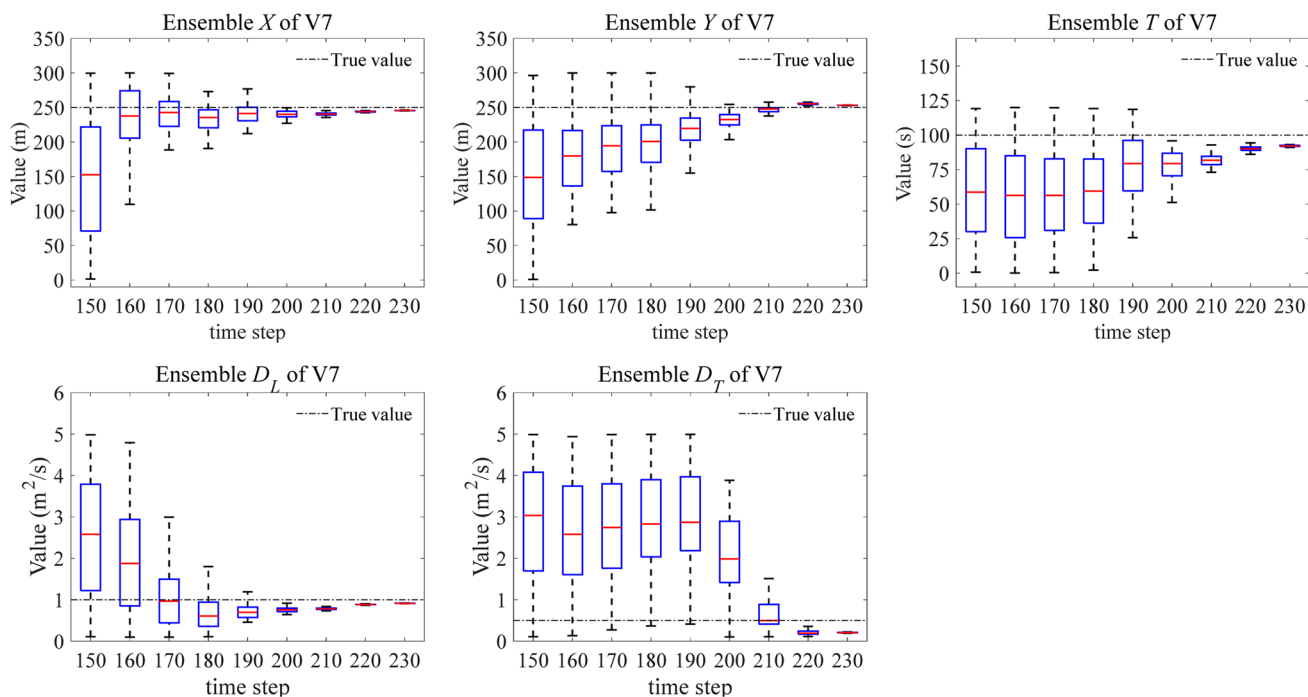 Ensemble X of V7
Value (m)
350
300
250
200
150
100
50
0
True value
150 160 170 180 190 200 210 220 230
time step
Ensemble Y of V7
Value (m)
350
300
250
200
150
100
50
0
True value
150 160 170 180 190 200 210 220 230
time step
Ensemble T of V7
Value (s)
150
125
100
75
50
25
0
True value
150 160 170 180 190 200 210 220 230
time step
Ensemble D_L of V7
Value (m²/s)
6
5
4
3
2
1
0
True value
150 160 170 180 190 200 210 220 230
time step
Ensemble D_T of V7
Value (m²/s)
6
5
4
3
2
1
0
True value
150 160 170 180 190 200 210 220 230
time step